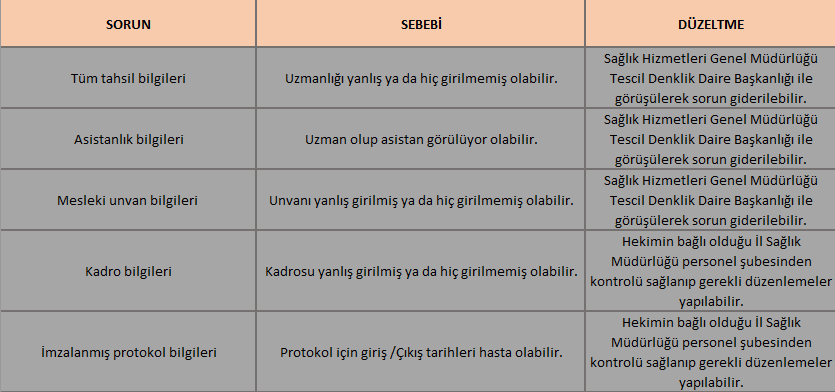 SORUN SEBEBİ DÜZELTME
Tüm tahsil bilgileri
Uzmanlığı yanlış ya da hiç girilmemiş olabilir.
Sağlık Hizmetleri Genel Müdürlüğü
Tescil Denklik Daire Başkanlığı ile
görüşülerek sorun giderilebilir.
Asistanlık bilgileri
Uzman olup asistan görülüyor olabilir.
Sağlık Hizmetleri Genel Müdürlüğü
Tescil Denklik Daire Başkanlığı ile
görüşülerek sorun giderilebilir.
Mesleki unvan bilgileri
Unvanı yanlış girilmiş ya da hiç girilmemiş olabilir.
Sağlık Hizmetleri Genel Müdürlüğü
Tescil Denklik Daire Başkanlığı ile
görüşülerek sorun giderilebilir.
Kadro bilgileri
Kadrosu yanlış girilmiş ya da hiç girilmemiş olabilir.
Hekimin bağlı olduğu İl Sağlık
Müdürlüğü personel şubesinden
kontrolü sağlanıp gerekli düzenlemeler
yapılabilir.
İmzalanmış protokol bilgileri
Protokol için giriş /Çıkış tarihleri hasta olabilir.
Hekimin bağlı olduğu İl Sağlık
Müdürlüğü personel şubesinden
kontrolü sağlanıp gerekli düzenlemeler
yapılabilir.